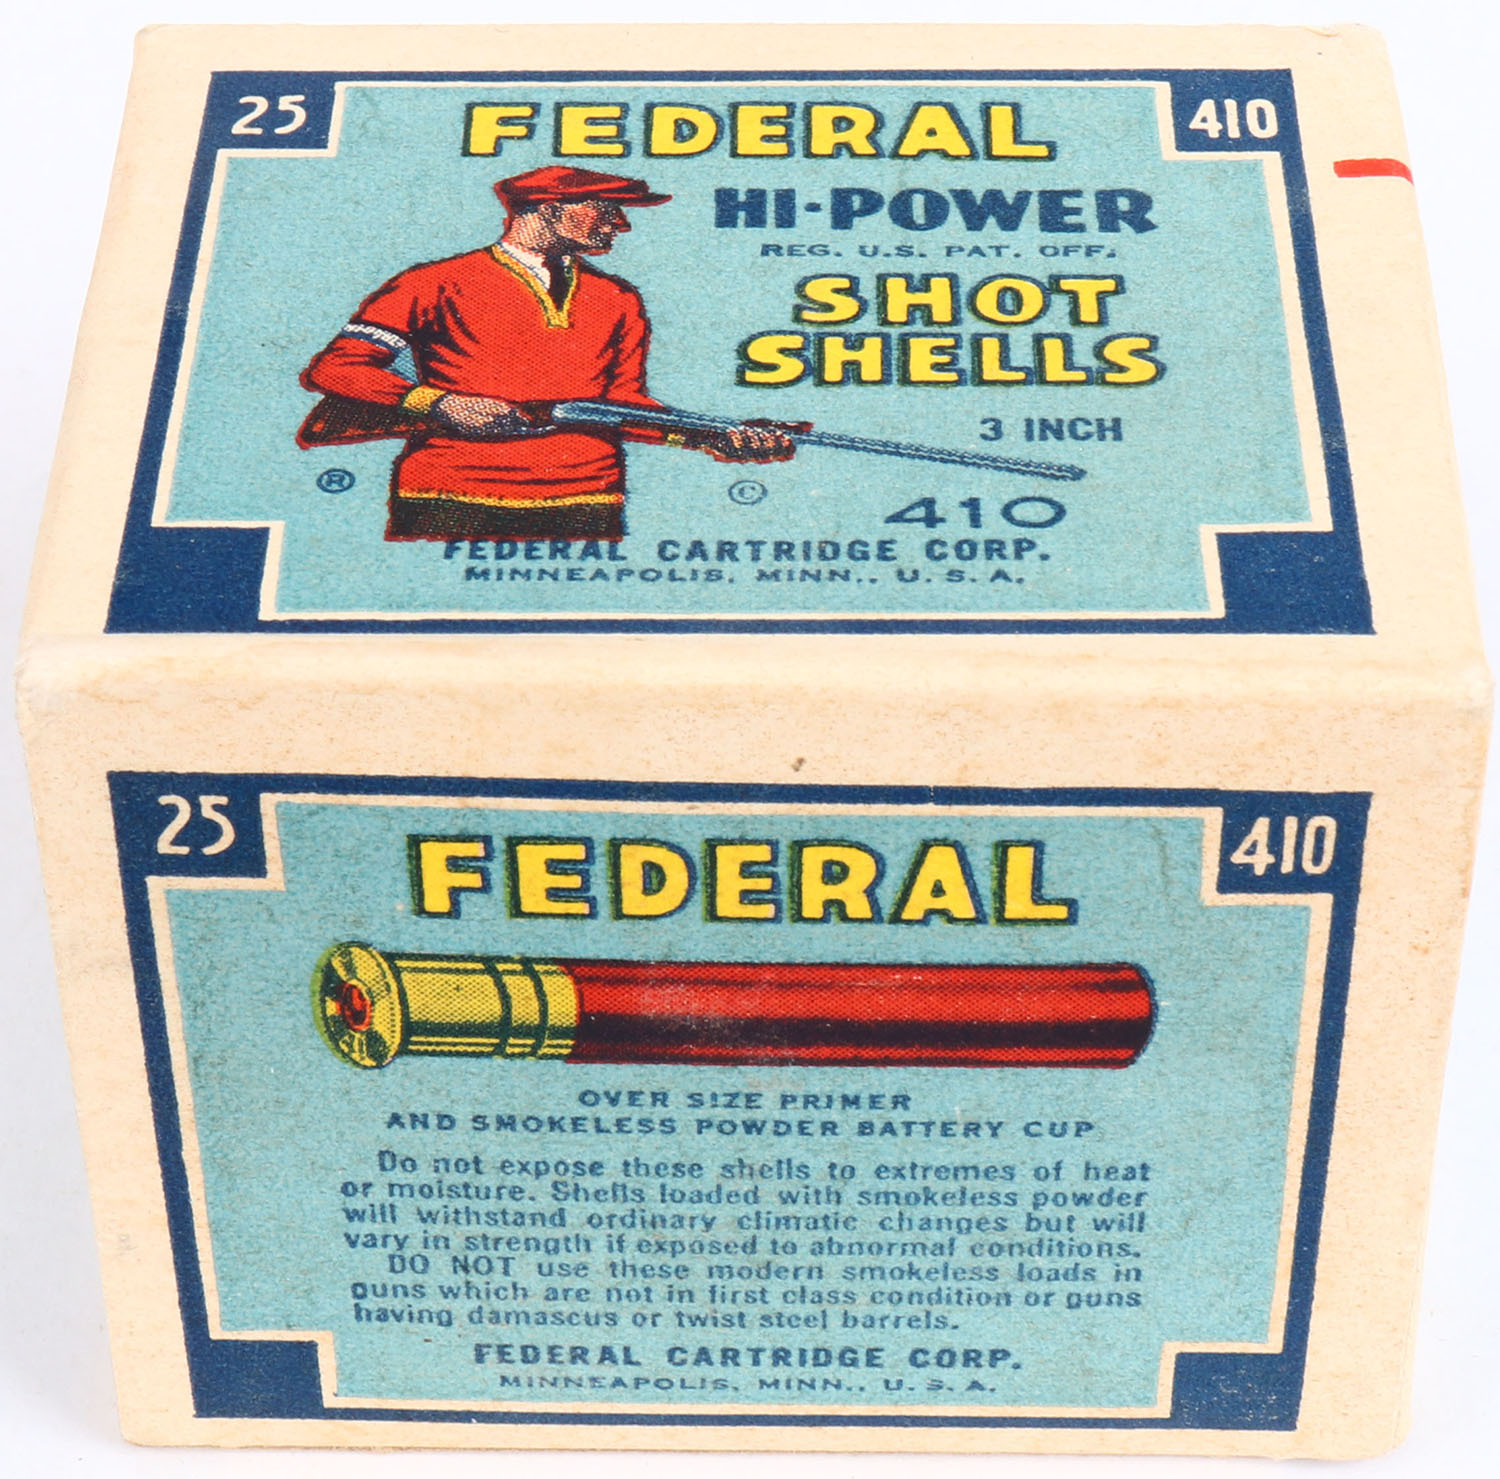 25
410
FEDERAL
HI-POWER
REG. U.S. PAT. OFF.
SHOT
SHELLS
3 INCH
®
©
410
FEDERAL CARTRIDGE CORP.
MINNEAPOLIS, MINN., U. S. A.
25
410
FEDERAL
OVER SIZE PRIMER
AND SMOKELESS POWDER BATTERY CUP
Do not expose these shells to extremes of heat
or moisture. Shells loaded with smokeless powder
will withstand ordinary climatic changes but will
vary in strength if exposed to abnormal conditions.
DO NOT use these modern smokeless loads in
guns which are not in first class condition or guns
having damascus or twist steel barrels.
FEDERAL CARTRIDGE CORP.
MINNEAPOLIS, MINN., U. S. A.